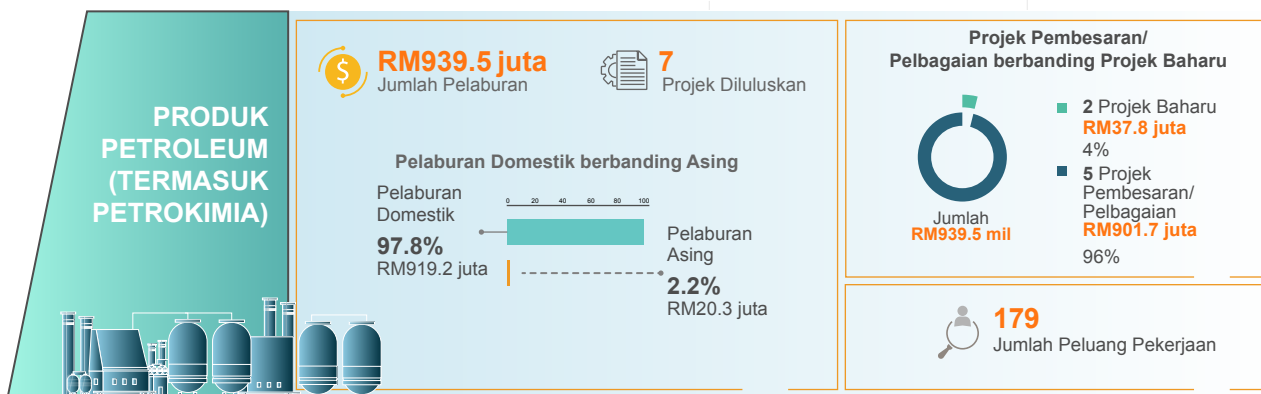 PRODUK
PETROLEUM
(TERMASUK
PETROKIMIA)
RM939.5 juta
Jumlah Pelaburan
7
Projek Diluluskan
Pelaburan Domestik berbanding Asing
Pelaburan
Domestik
97.8%
RM919.2 juta
0 20 40 60 80 100
Pelaburan
Asing
2.2%
RM20.3 juta
Projek Pembesaran/
Pelbagaian berbanding Projek Baharu
Jumlah
RM939.5 mil
2 Projek Baharu
RM37.8 juta
4%
5 Projek
Pembesaran/
Pelbagaian
RM901.7 juta
96%
179
Jumlah Peluang Pekerjaan